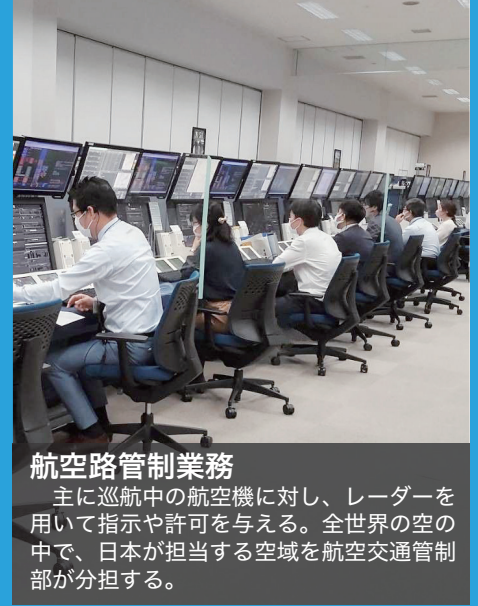 航空路管制業務
　主に巡航中の航空機に対し、レーダーを
用いて指示や許可を与える。全世界の空の
中で、日本が担当する空域を航空交通管制
部が分担する。